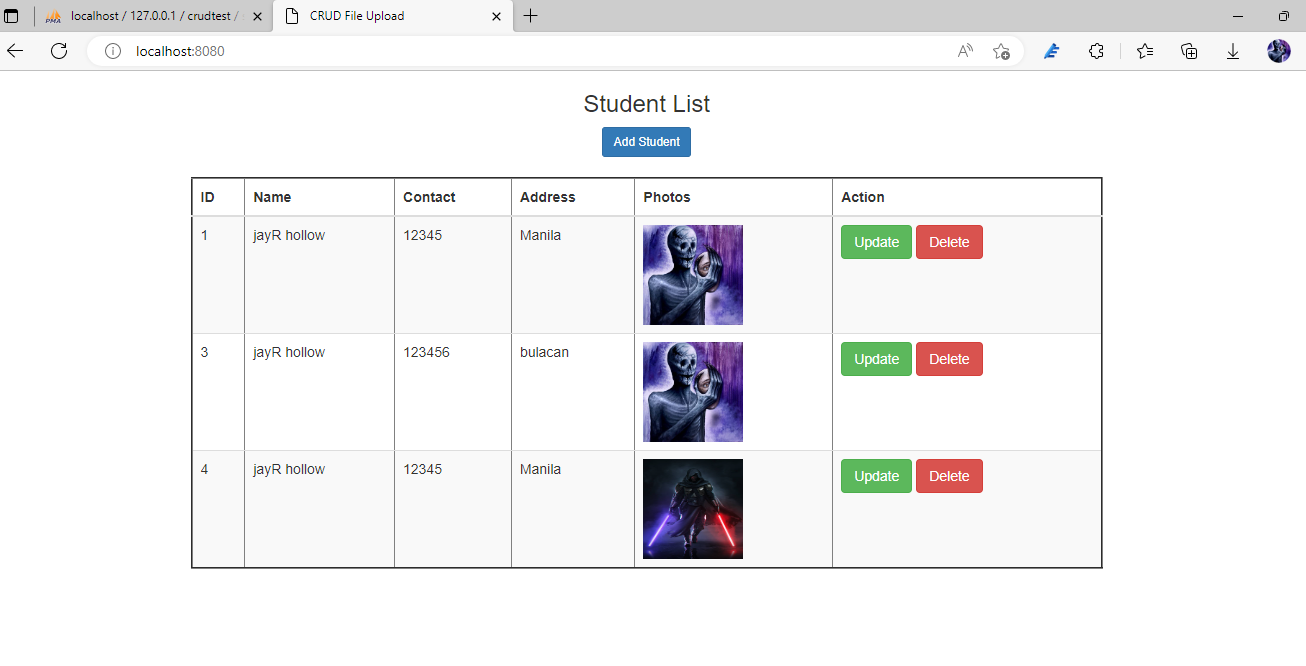 PMA localhost / 127.0.0.1 / crudtest /
CRUD File Upload
localhost:8080
Student List
Add Student
ID Name Contact Address Photos Action
1 jayR hollow 12345 Manila Update Delete
3 jayR hollow 123456 bulacan Update Delete
4 jayR hollow 12345 Manila Update Delete